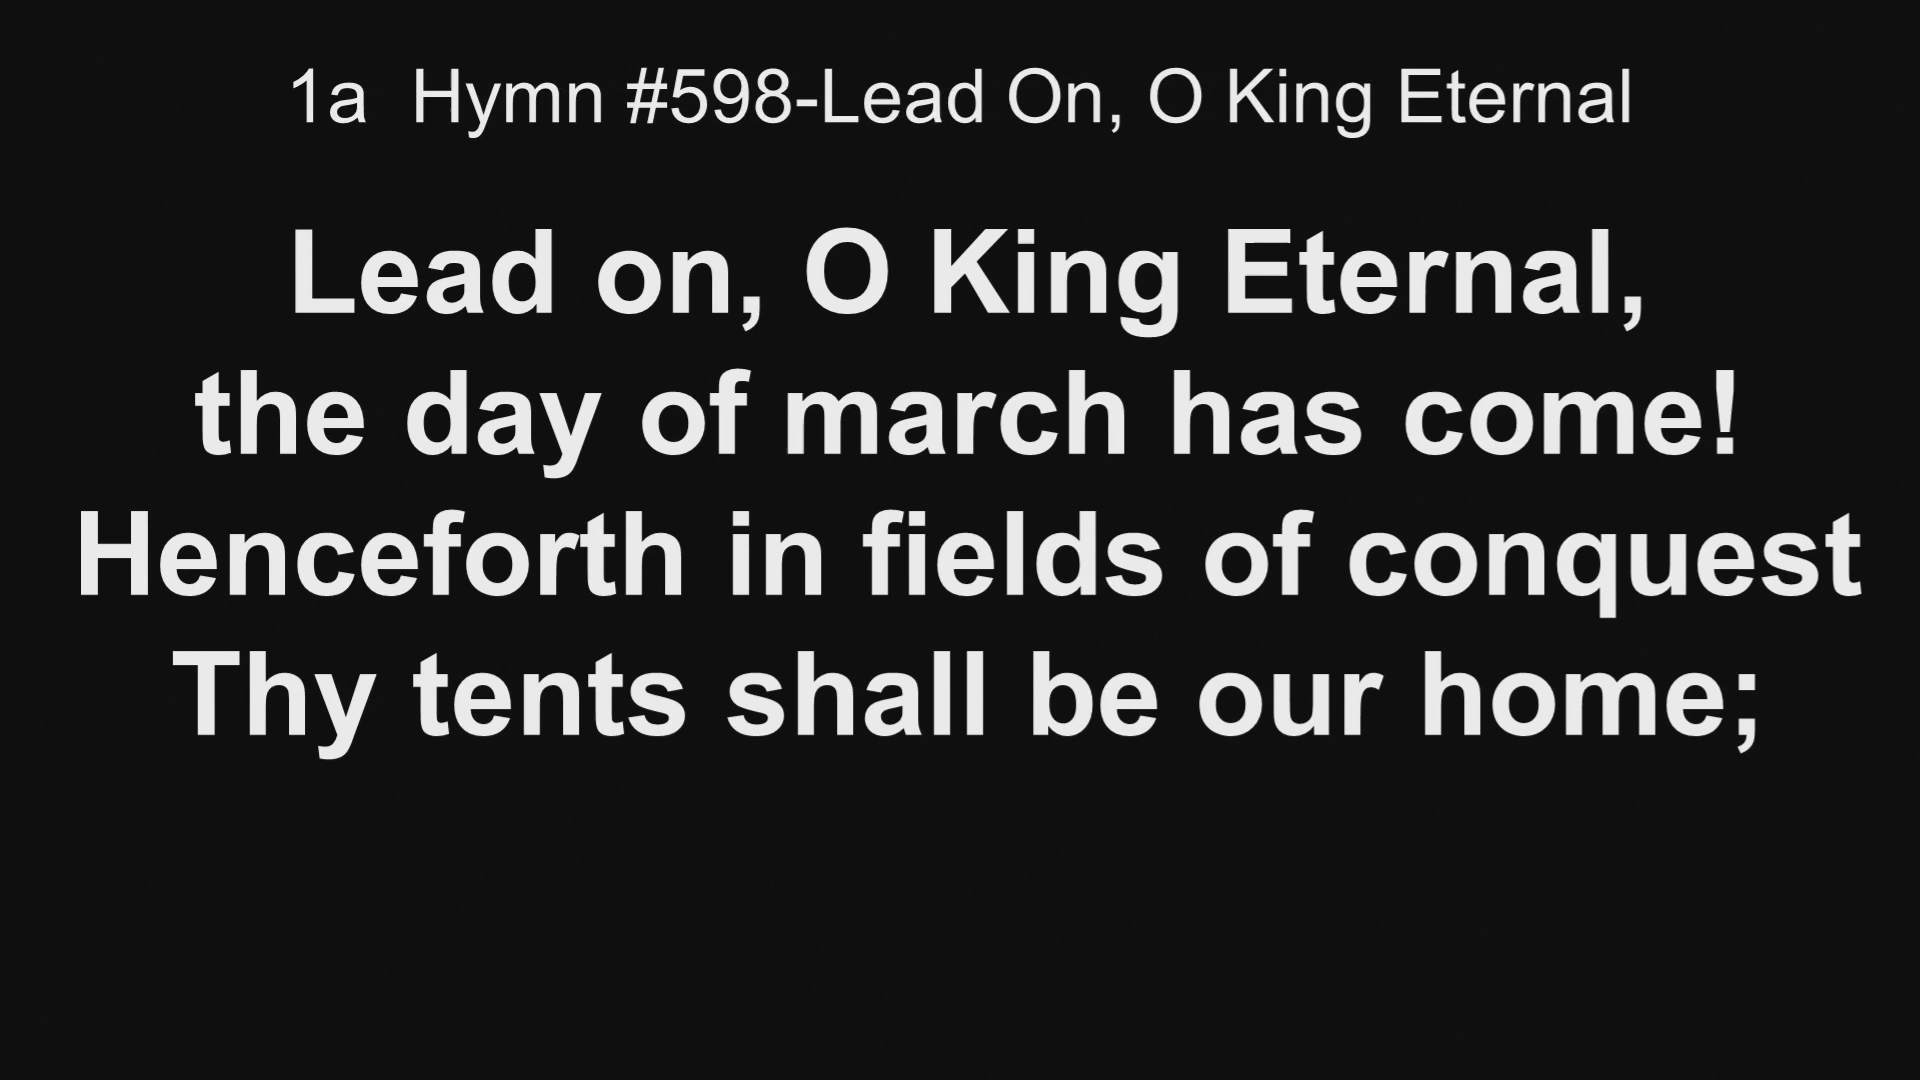 1a  Hymn #598-Lead On, O King Eternal
Lead on, O King Eternal,
the day of march has come!
Henceforth in fields of conquest
Thy tents shall be our home;